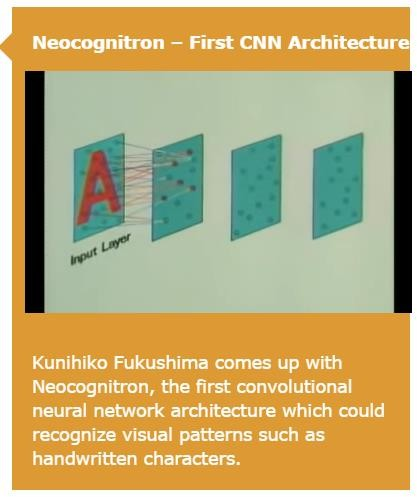 Neocognitron – First CNN Architecture
A
Input Layer
Kunihiko Fukushima comes up with
Neocognitron, the first convolutional
neural network architecture which could
recognize visual patterns such as
handwritten characters.